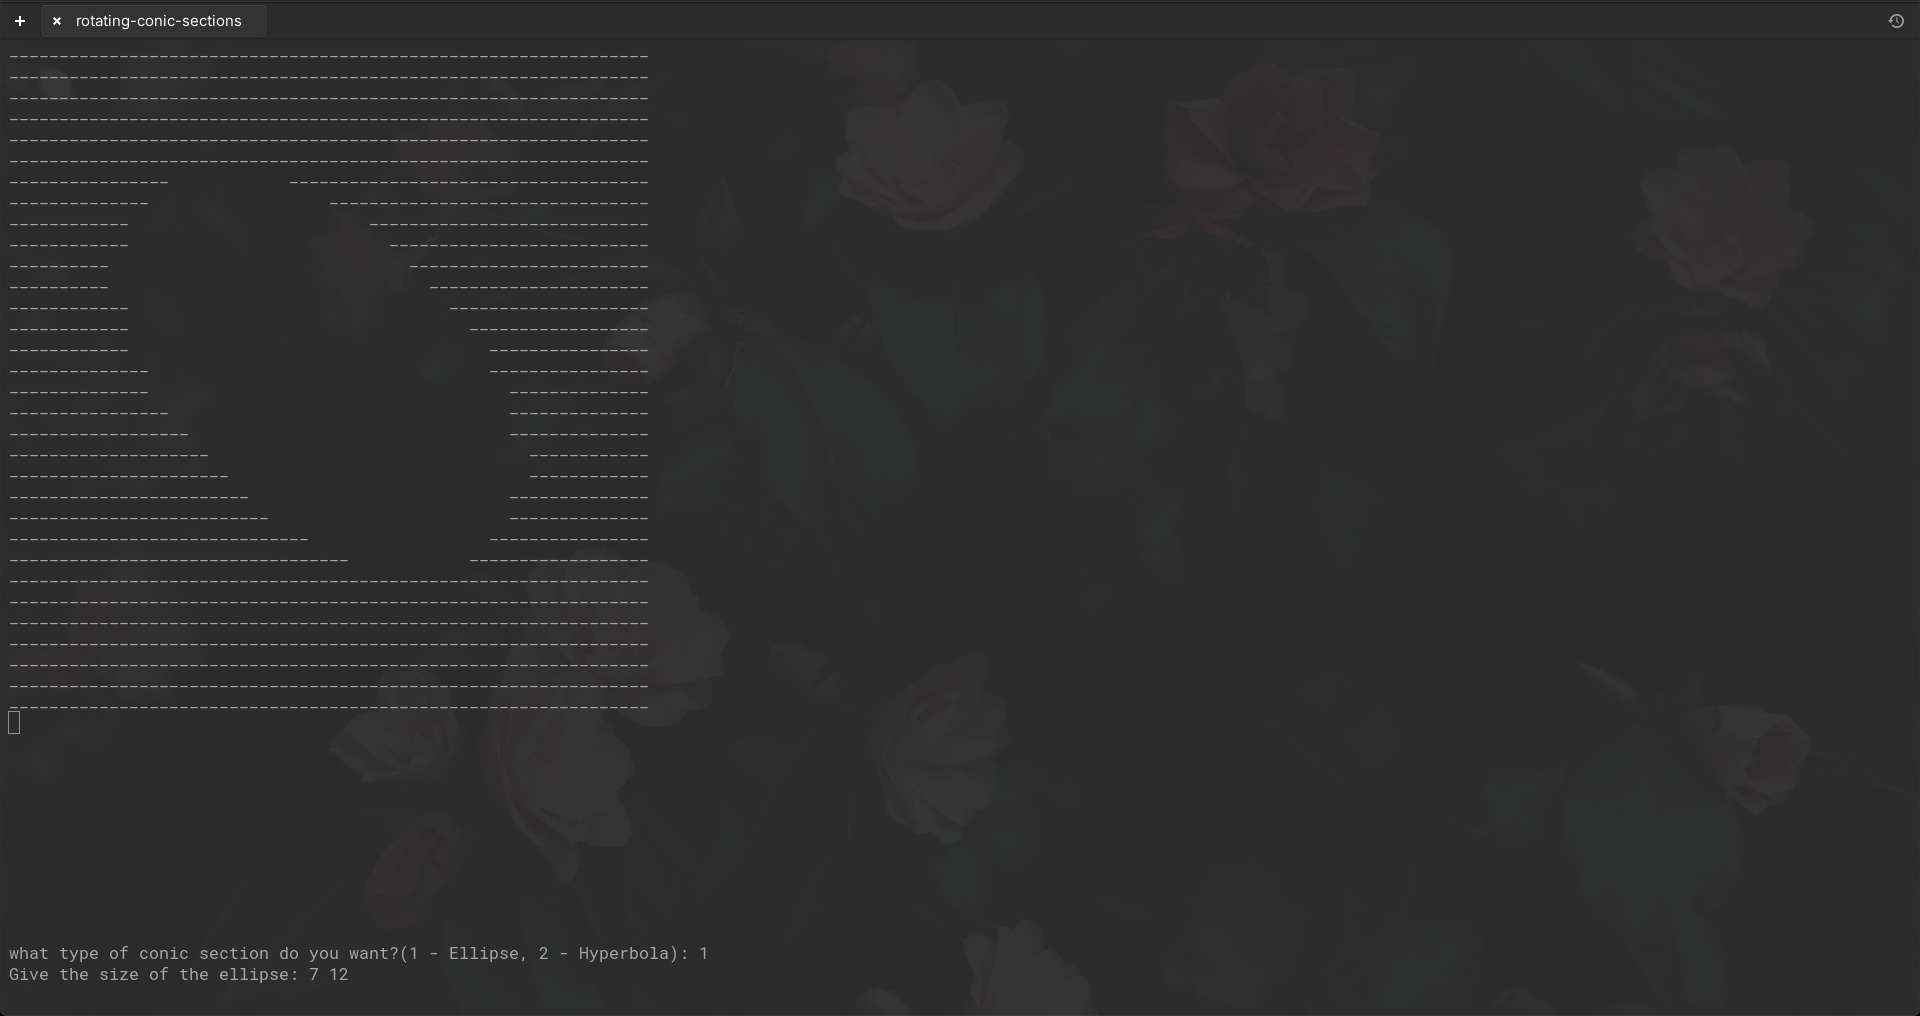 rotating-conic-sections
what type of conic section do you want?(1 - Ellipse, 2 - Hyperbola): 1
Give the size of the ellipse: 7 12